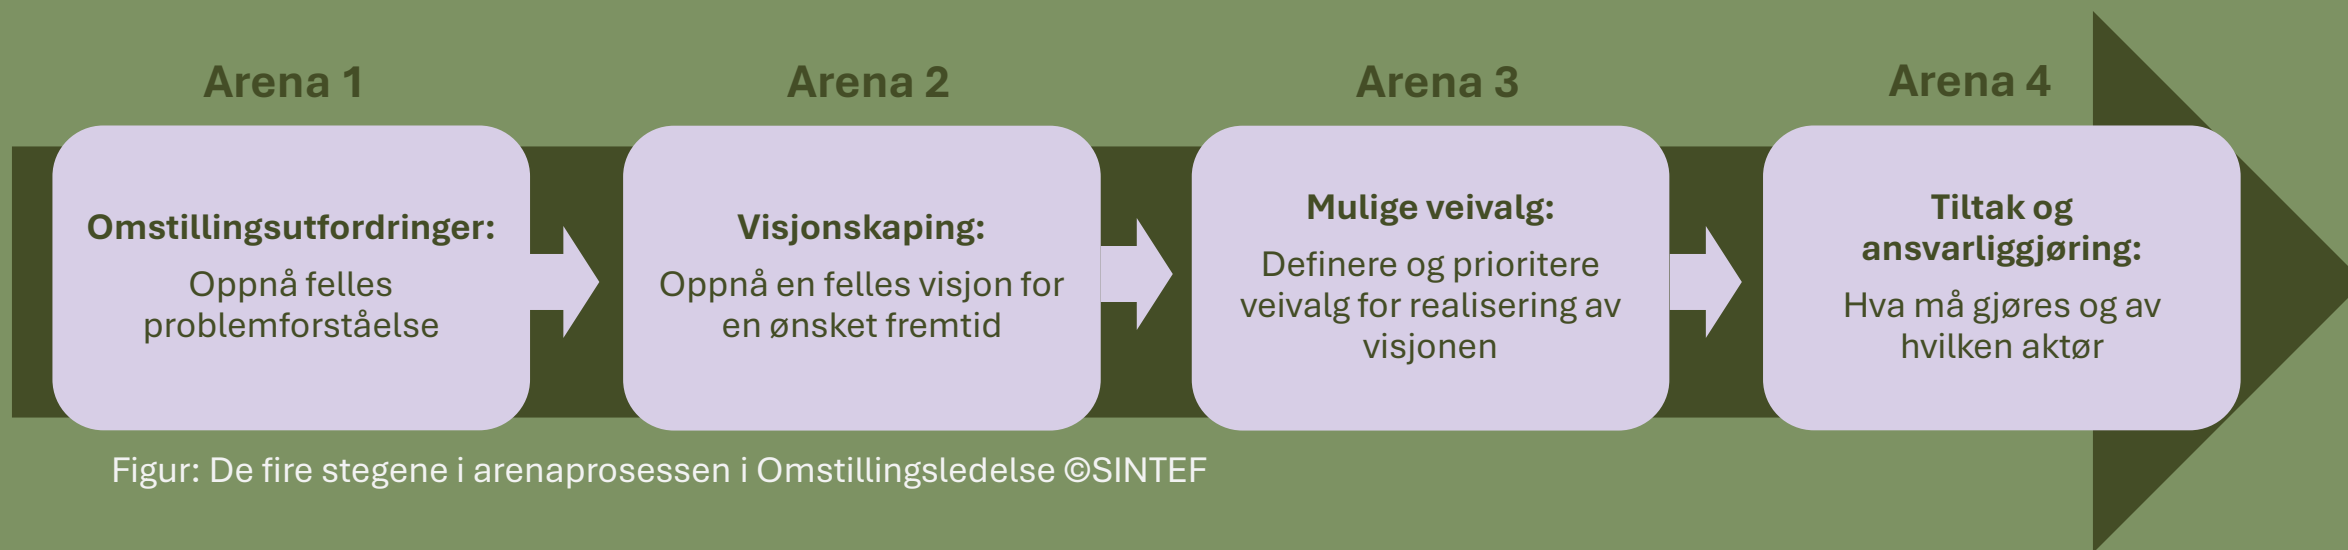 Arena 1
Omstillingsutfordringer:
Oppnå felles
problemforståelse
Arena 2
Visjonskaping:
Oppnå en felles visjon for
en ønsket fremtid
Arena 3
Mulige veivalg:
Definere og prioritere
veivalg for realisering av
visjonen
Arena 4
Tiltak og
ansvarliggjøring:
Hva må gjøres og av
hvilken aktør
Figur: De fire stegene i arenaprosessen i Omstillingsledelse ©SINTEF